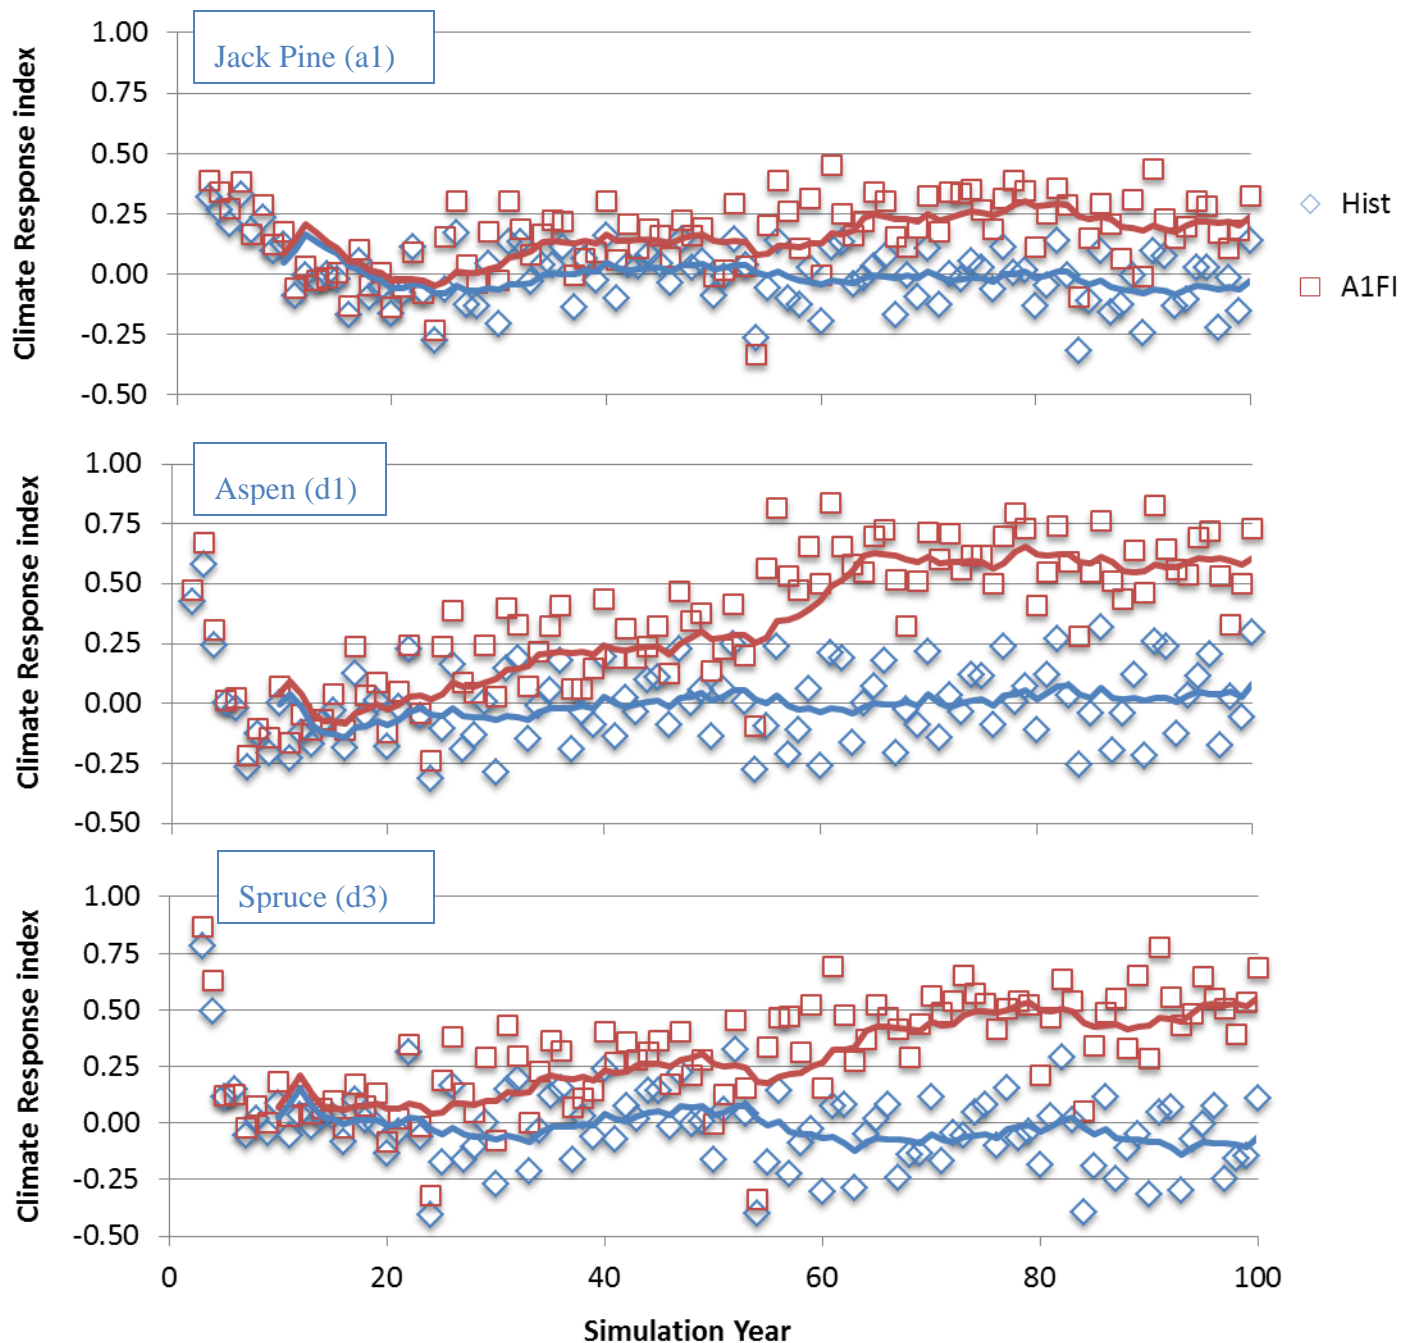 Jack Pine (a1)
Climate Response index
1.00
0.75
0.50
0.25
0.00
-0.25
-0.50
Hist
A1FI
Aspen (d1)
Climate Response index
1.00
0.75
0.50
0.25
0.00
-0.25
-0.50
Spruce (d3)
Climate Response index
1.00
0.75
0.50
0.25
0.00
-0.25
-0.50
0 20 40 60 80 100
Simulation Year